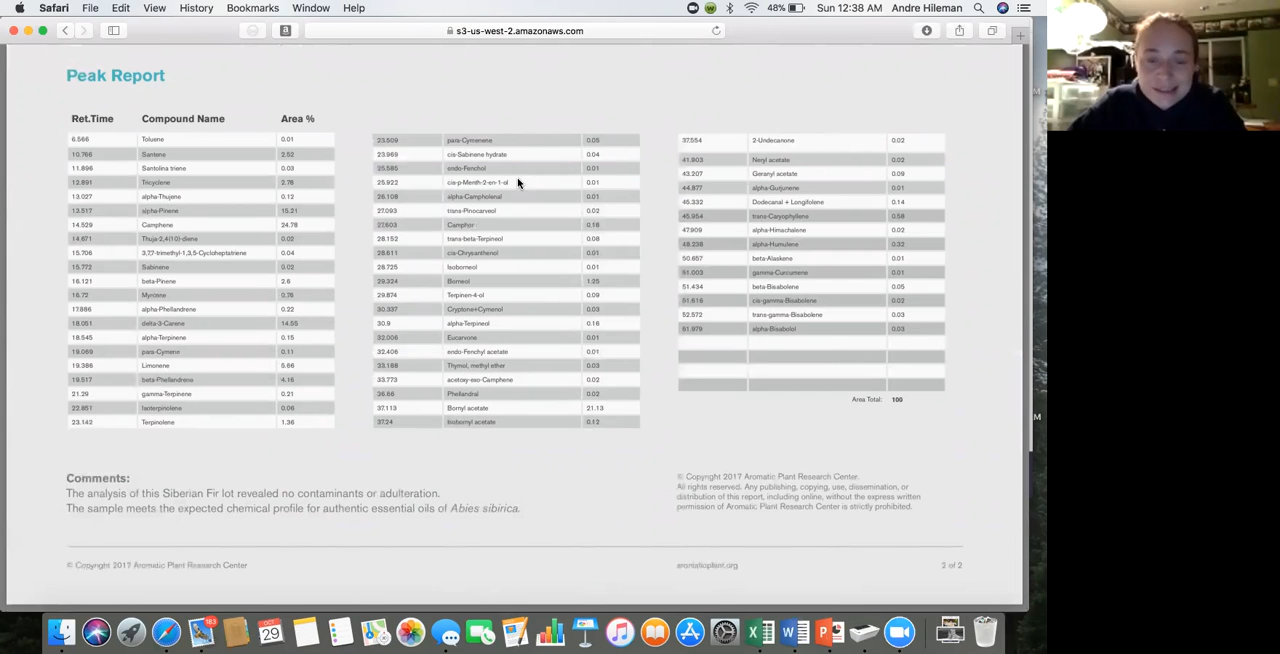 Safari File Edit View History Bookmarks Window Help 48% Sun 12:38 AM Andre Hileman
s3-us-west-2.amazonaws.com
Peak Report
Ret.Time Compound Name Area %
6.566 Toluene 0.01
10.766 Santene 2.52
11.896 Santolina triene 0.03
12.891 Tricyclene 2.78
13.027 alpha-Thujene 0.12
13.517 alpha-Pinene 15.21
14.529 Camphene 24.78
14.671 Thuja-2,4(10)-diene 0.02
15.706 3,7,7-trimethyl-1,3,5-Cycloheptatriene 0.04
15.772 Sabinene 0.02
16.121 beta-Pinene 2.6
16.72 Myrcene 0.76
17.886 alpha-Phellandrene 0.22
18.051 delta-3-Carene 14.55
18.545 alpha-Terpinene 0.15
19.069 para-Cymene 0.11
19.386 Limonene 5.66
19.517 beta-Phellandrene 4.16
21.29 gamma-Terpinene 0.21
22.851 Isoterpinolene 0.06
23.142 Terpinolene 1.36
23.509 para-Cymenene 0.05
23.969 cis-Sabinene hydrate 0.04
25.585 endo-Fenchol 0.01
25.922 cis-p-Menth-2-en-1-ol 0.01
26.108 alpha-Campholenal 0.01
27.093 trans-Pinocarveol 0.02
27.603 Camphor 0.18
28.152 trans-beta-Terpineol 0.08
28.611 cis-Chrysanthenol 0.01
28.725 Isoborneol 0.01
29.324 Borneol 1.25
29.874 Terpinen-4-ol 0.09
30.337 Cryptone+Cymenol 0.03
30.9 alpha-Terpineol 0.16
32.006 Eucarvone 0.01
32.406 endo-Fenchyl acetate 0.01
33.188 Thymol, methyl ether 0.03
33.773 acetoxy-exo-Camphene 0.02
36.66 Phellandral 0.02
37.113 Bornyl acetate 21.13
37.24 Isobornyl acetate 0.12
37.554 2-Undecanone 0.02
41.903 Neryl acetate 0.02
43.207 Geranyl acetate 0.09
44.877 alpha-Gurjunene 0.01
45.332 Dodecanal + Longifolene 0.14
45.954 trans-Caryophyllene 0.58
47.909 alpha-Himachalene 0.02
48.238 alpha-Humulene 0.32
50.657 beta-Alaskene 0.01
51.003 gamma-Curcumene 0.01
51.434 beta-Bisabolene 0.05
51.616 cis-gamma-Bisabolene 0.02
52.572 trans-gamma-Bisabolene 0.03
61.979 alpha-Bisabolol 0.03
Area Total: 100
Comments:
The analysis of this Siberian Fir lot revealed no contaminants or adulteration.
The sample meets the expected chemical profile for authentic essential oils of Abies sibirica.
© Copyright 2017 Aromatic Plant Research Center.
All rights reserved. Any publishing, copying, use, dissemination, or
distribution of this report, including online, without the express written
permission of Aromatic Plant Research Center is strictly prohibited.
© Copyright 2017 Aromatic Plant Research Center
aromaticplant.org
2 of 2
183
OCT
29